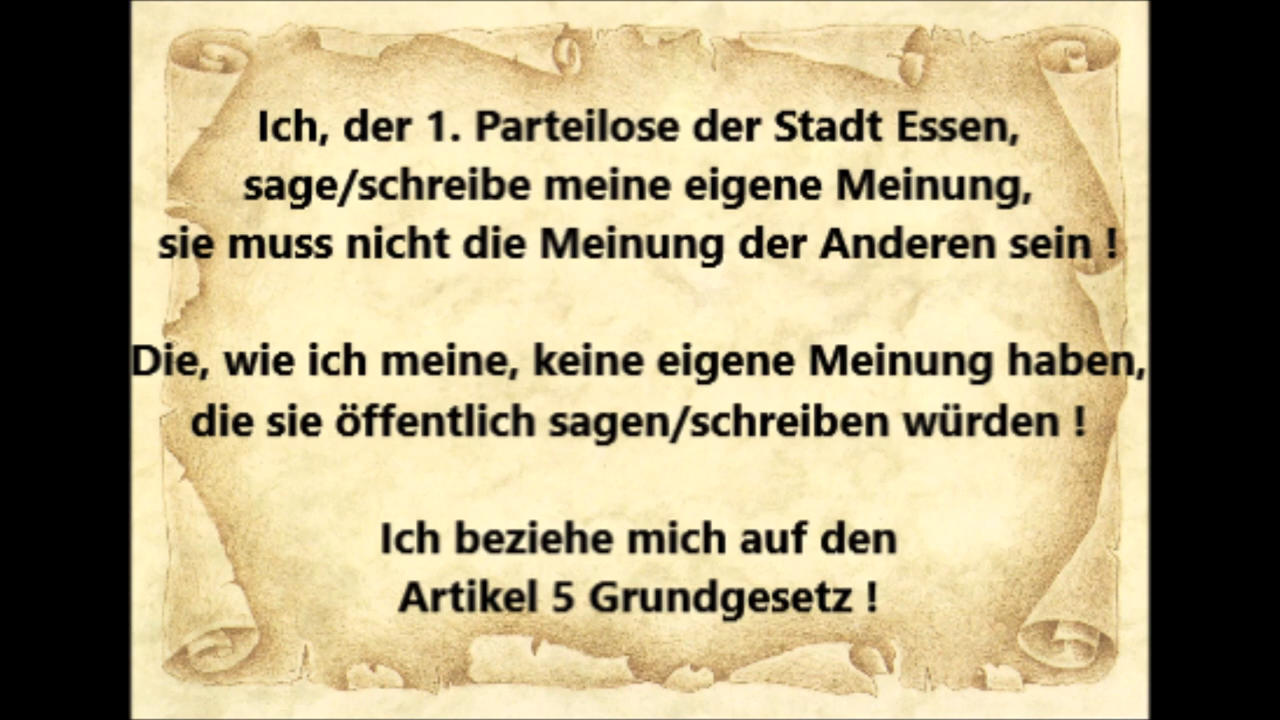 Ich, der 1. Parteilose der Stadt Essen,
sage/schreibe meine eigene Meinung,
sie muss nicht die Meinung der Anderen sein !
Die, wie ich meine, keine eigene Meinung haben,
die sie öffentlich sagen/schreiben würden !
Ich beziehe mich auf den
Artikel 5 Grundgesetz !